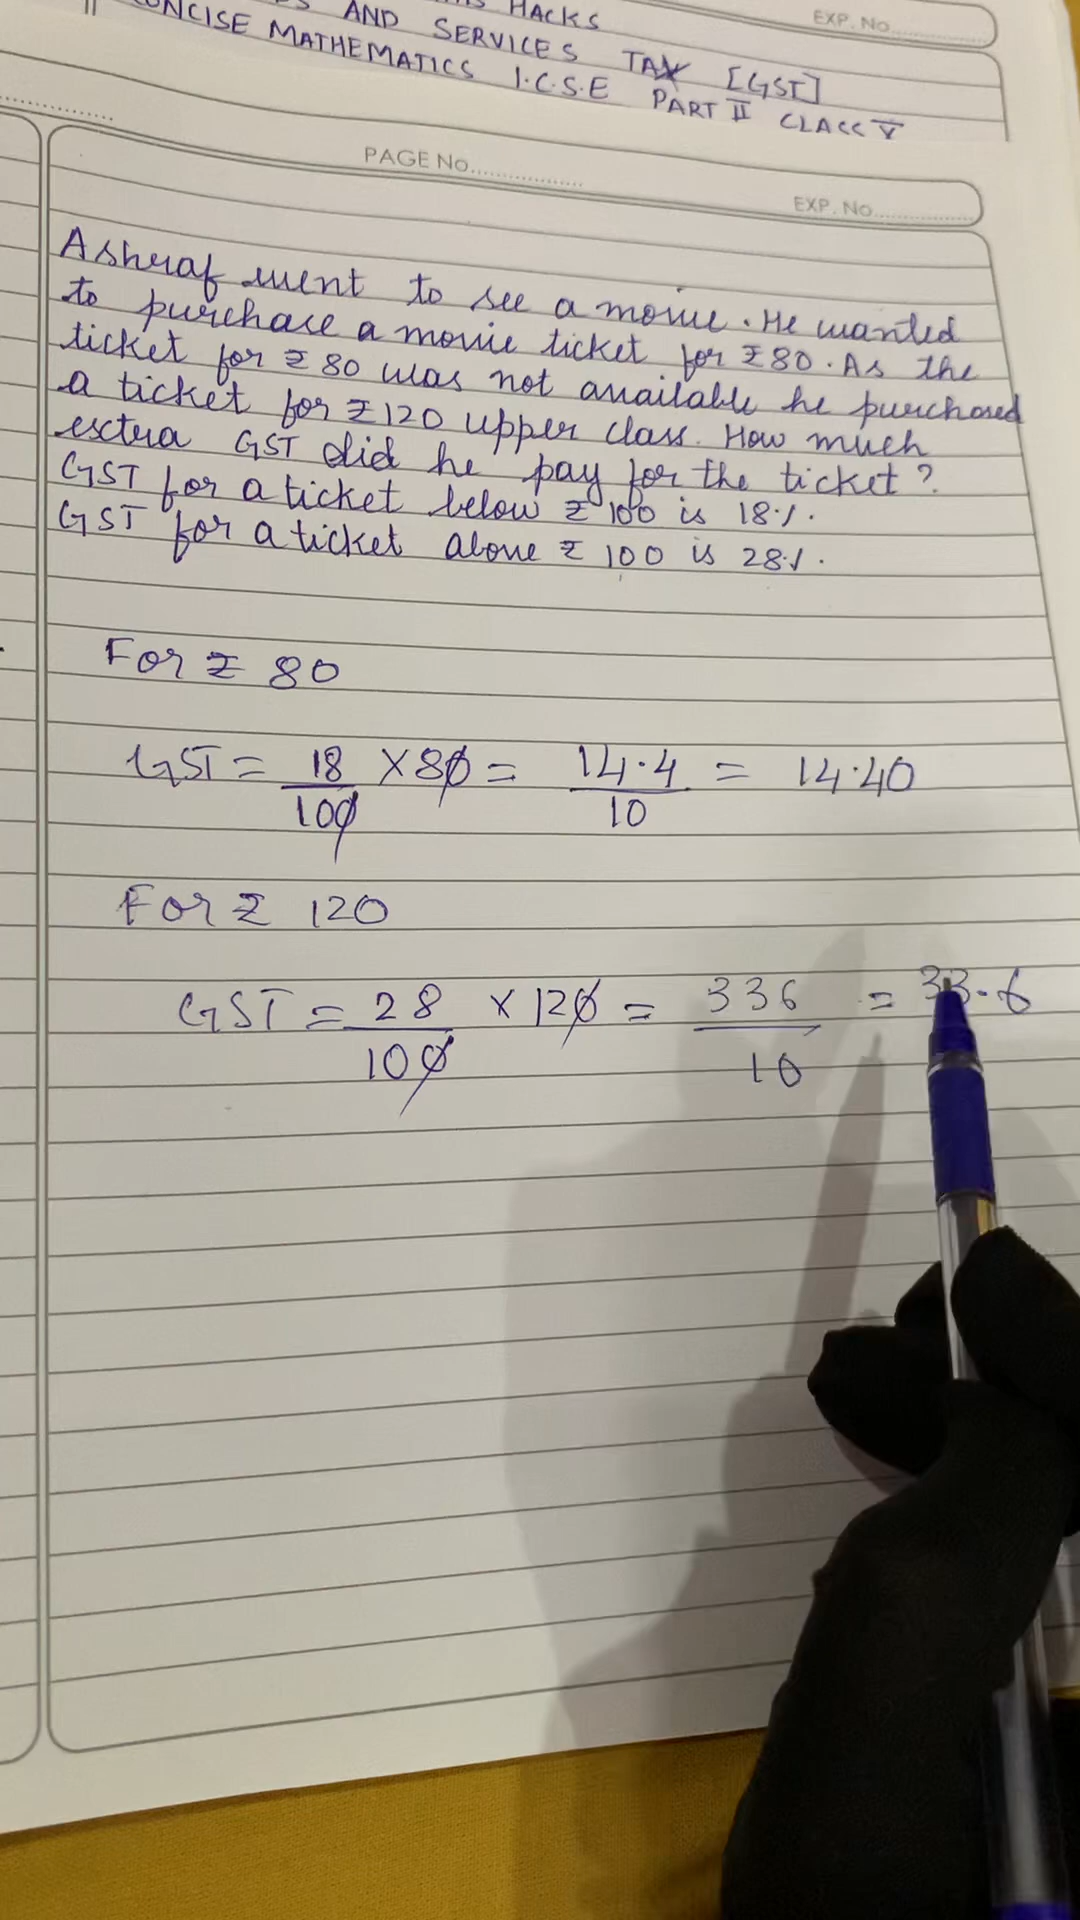 HACKS
EXP. No.
AND SERVICES TAX [GST]
CONCISE MATHEMATICS I.C.S.E PART II CLASS V
PAGE No.
EXP. No.
Ashraf went to see a movie. He wanted
to purchase a movie ticket for ₹80. As the
ticket for ₹80 was not available he purchased
a ticket for ₹120 upper class. How much
extra GST did he pay for the ticket?
GST for a ticket below ₹100 is 18%.
GST for a ticket above ₹100 is 28%.
For ₹ 80
GST = 18/100 × 80 = 14.4/10 = 14.40
For ₹ 120
GST = 28/100 × 120 = 336/10 = 33.6